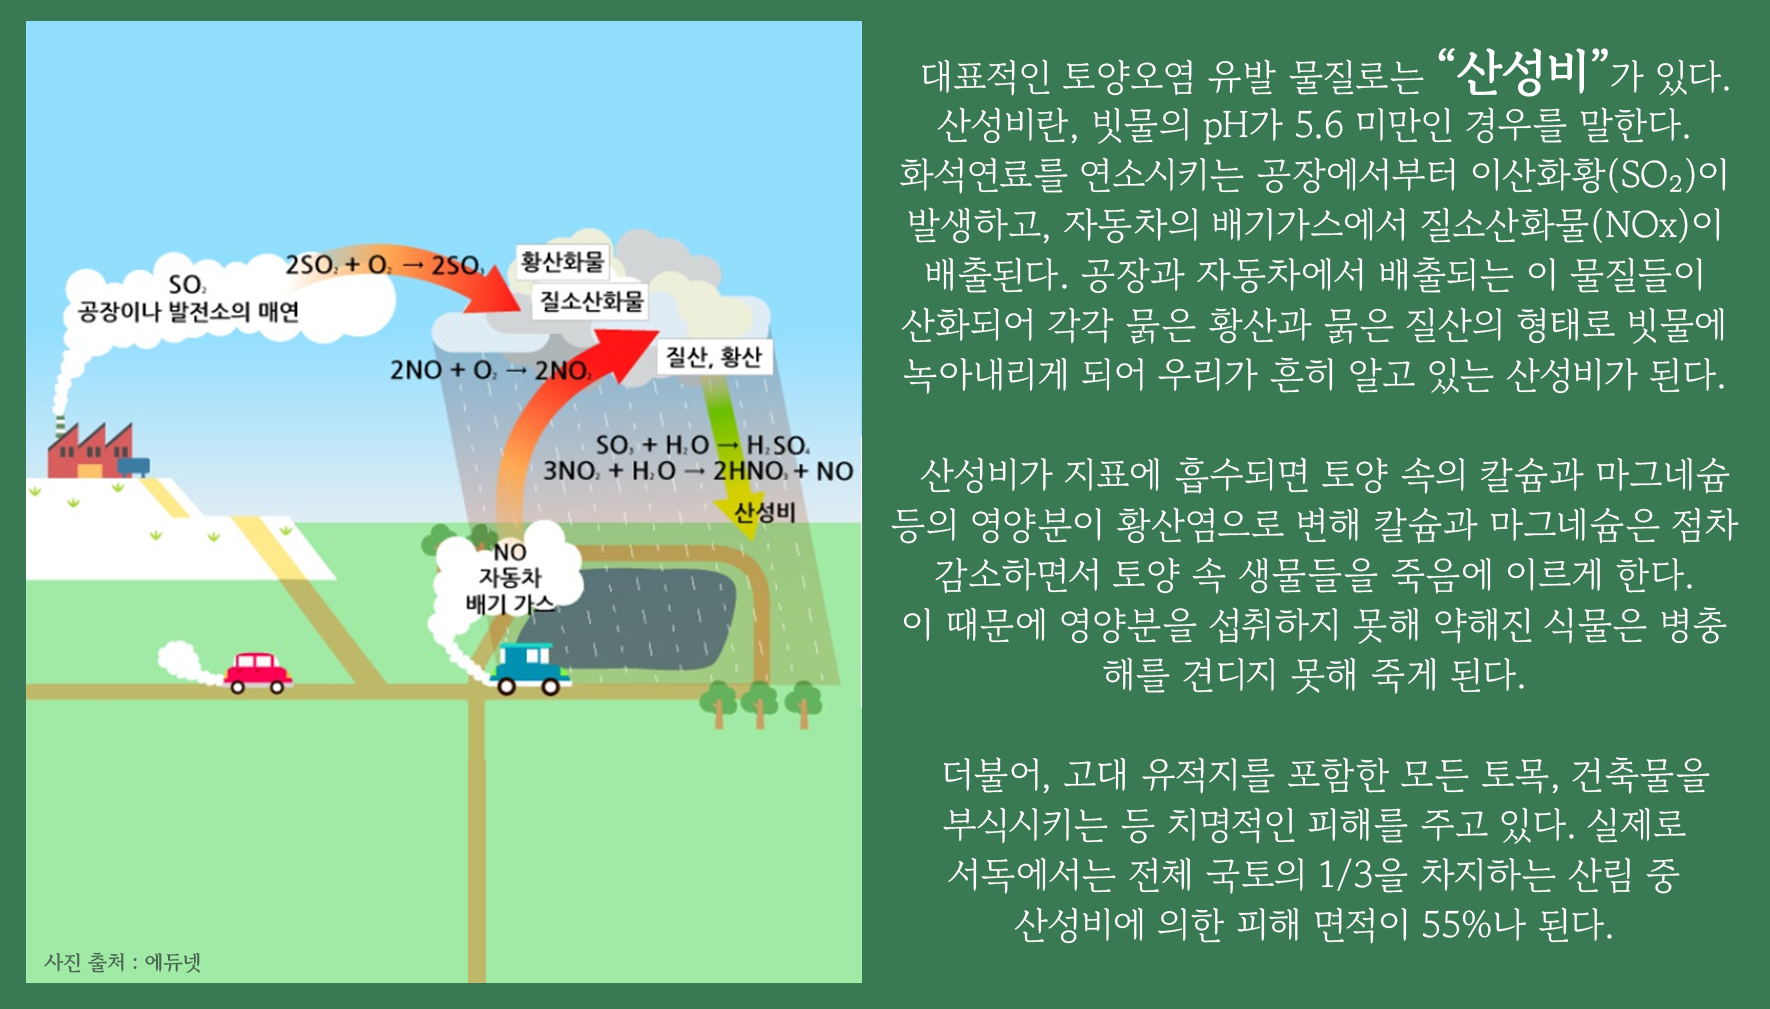 SO₂
공장이나 발전소의 매연
2SO₂ + O₂ → 2SO₃
황산화물
질소산화물
2NO + O₂ → 2NO₂
질산, 황산
SO₃ + H₂O → H₂SO₄
3NO₂ + H₂O → 2HNO₃ + NO
산성비
NO
자동차
배기 가스
사진 출처 : 에듀넷
대표적인 토양오염 유발 물질로는 “산성비”가 있다.
산성비란, 빗물의 pH가 5.6 미만인 경우를 말한다.
화석연료를 연소시키는 공장에서부터 이산화황(SO₂)이
발생하고, 자동차의 배기가스에서 질소산화물(NOx)이
배출된다. 공장과 자동차에서 배출되는 이 물질들이
산화되어 각각 묽은 황산과 묽은 질산의 형태로 빗물에
녹아내리게 되어 우리가 흔히 알고 있는 산성비가 된다.
산성비가 지표에 흡수되면 토양 속의 칼슘과 마그네슘
등의 영양분이 황산염으로 변해 칼슘과 마그네슘은 점차
감소하면서 토양 속 생물들을 죽음에 이르게 한다.
이 때문에 영양분을 섭취하지 못해 약해진 식물은 병충
해를 견디지 못해 죽게 된다.
더불어, 고대 유적지를 포함한 모든 토목, 건축물을
부식시키는 등 치명적인 피해를 주고 있다. 실제로
서독에서는 전체 국토의 1/3을 차지하는 산림 중
산성비에 의한 피해 면적이 55%나 된다.